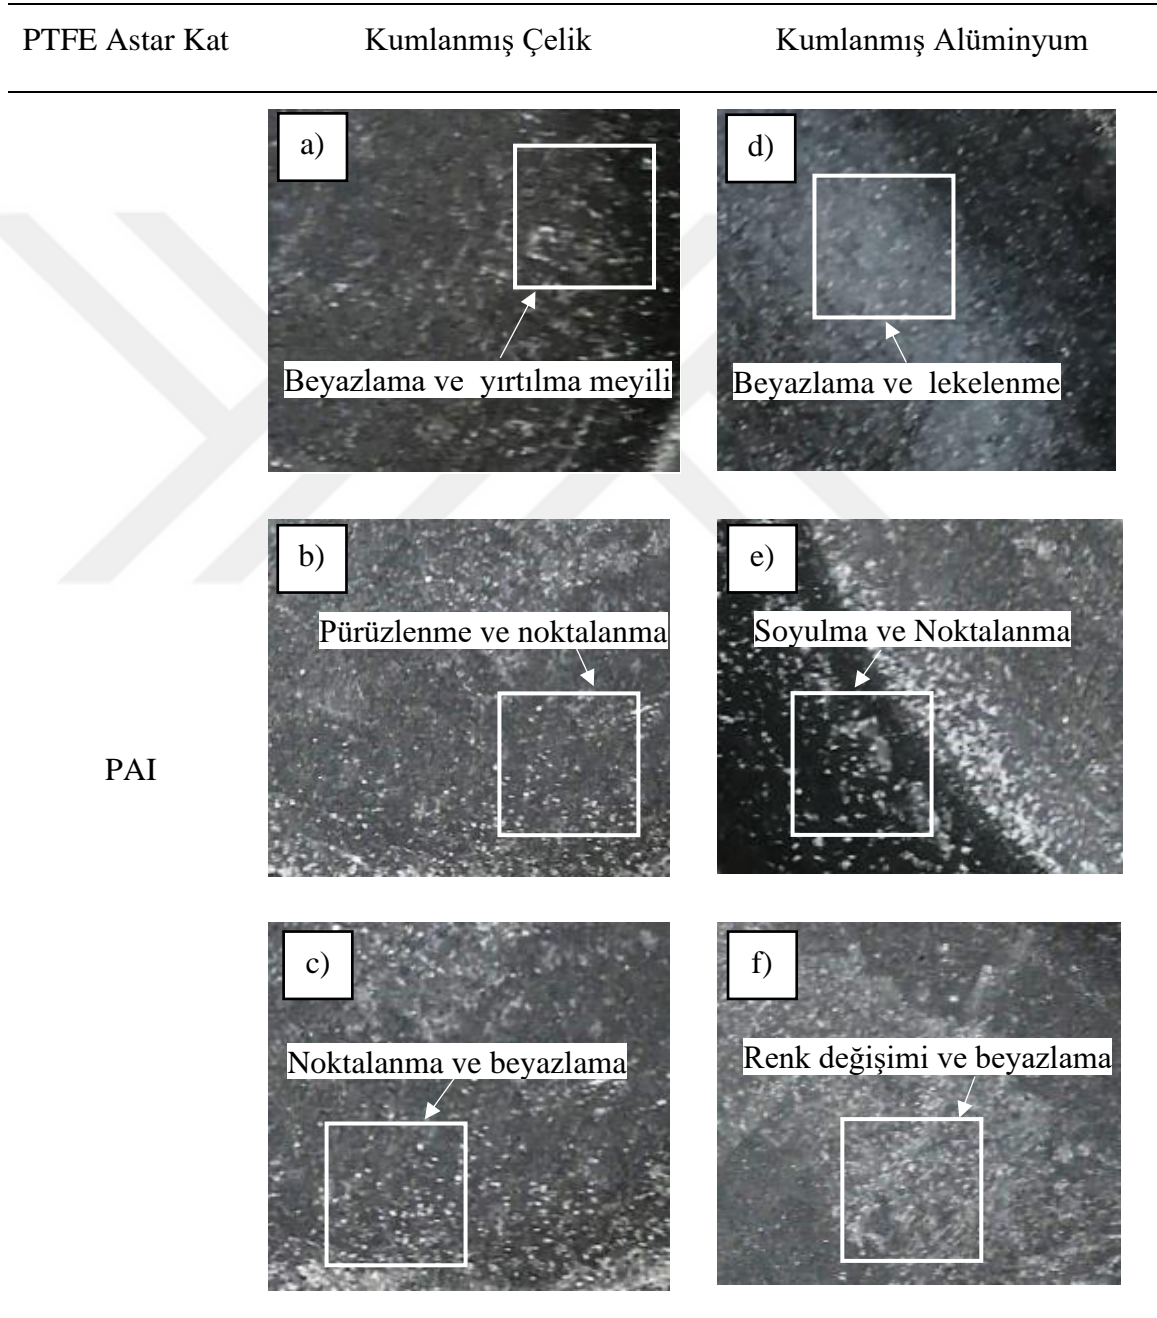 PTFE Astar Kat Kumlanmış Çelik Kumlanmış Alüminyum
a)
Beyazlama ve yırtılma meyili
d)
Beyazlama ve lekelenme
b)
Pürüzlenme ve noktalanma
e)
Soyulma ve Noktalanma
PAI
c)
Noktalanma ve beyazlama
f)
Renk değişimi ve beyazlama